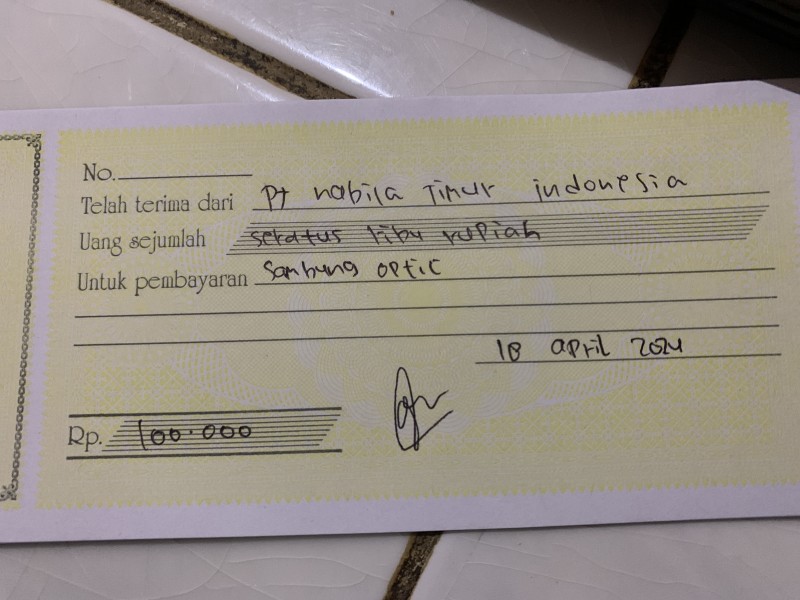 No.
Telah terima dari Pt nabila Timur indonesia
Uang sejumlah seratus ribu rupiah
Untuk pembayaran Sambung optic
18 april 2024
Rp. 100.000